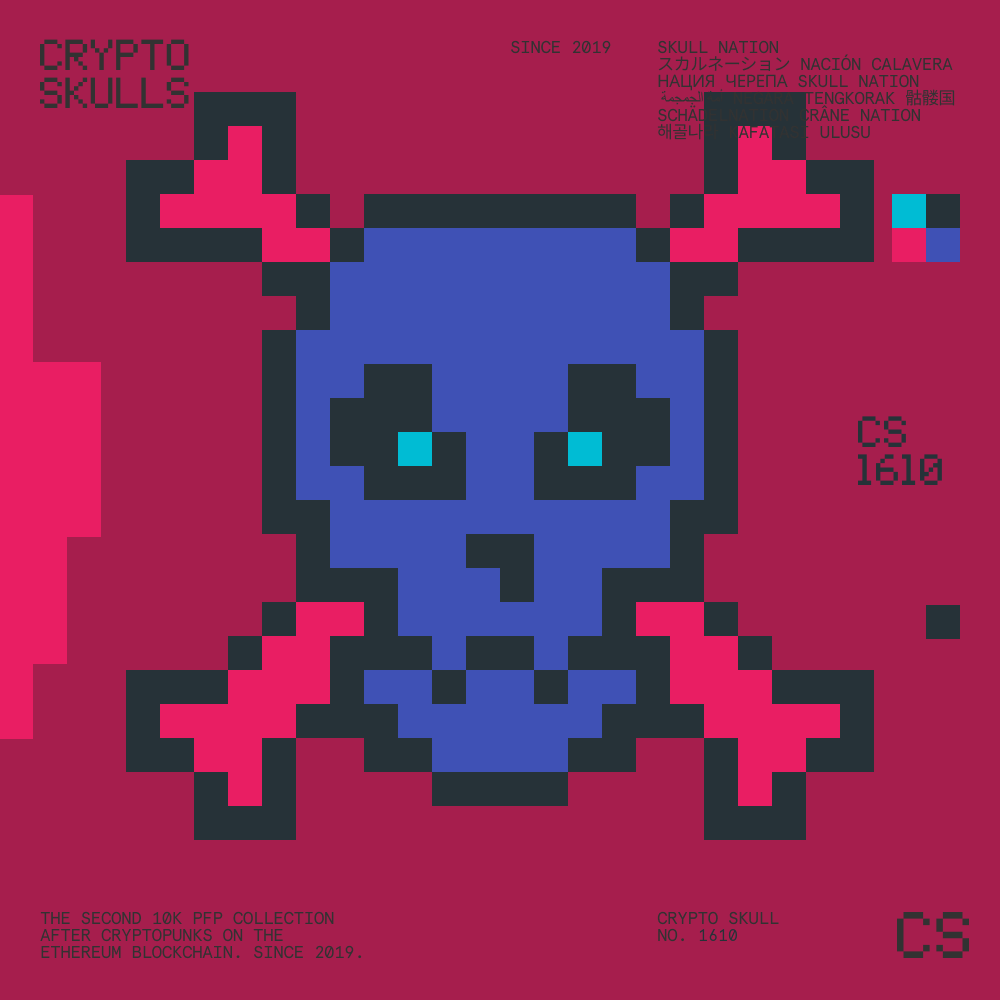 CRYPTO
SKULLS
SINCE 2019
SKULL NATION
スカルネーション NACIÓN CALAVERA
НАЦИЯ ЧЕРЕПА SKULL NATION
TENGKORAK 骷髅国
CRÂNE NATION
ULUSU
CS
1610
THE SECOND 10K PFP COLLECTION
AFTER CRYPTOPUNKS ON THE
ETHEREUM BLOCKCHAIN. SINCE 2019.
CRYPTO SKULL
NO. 1610
CS